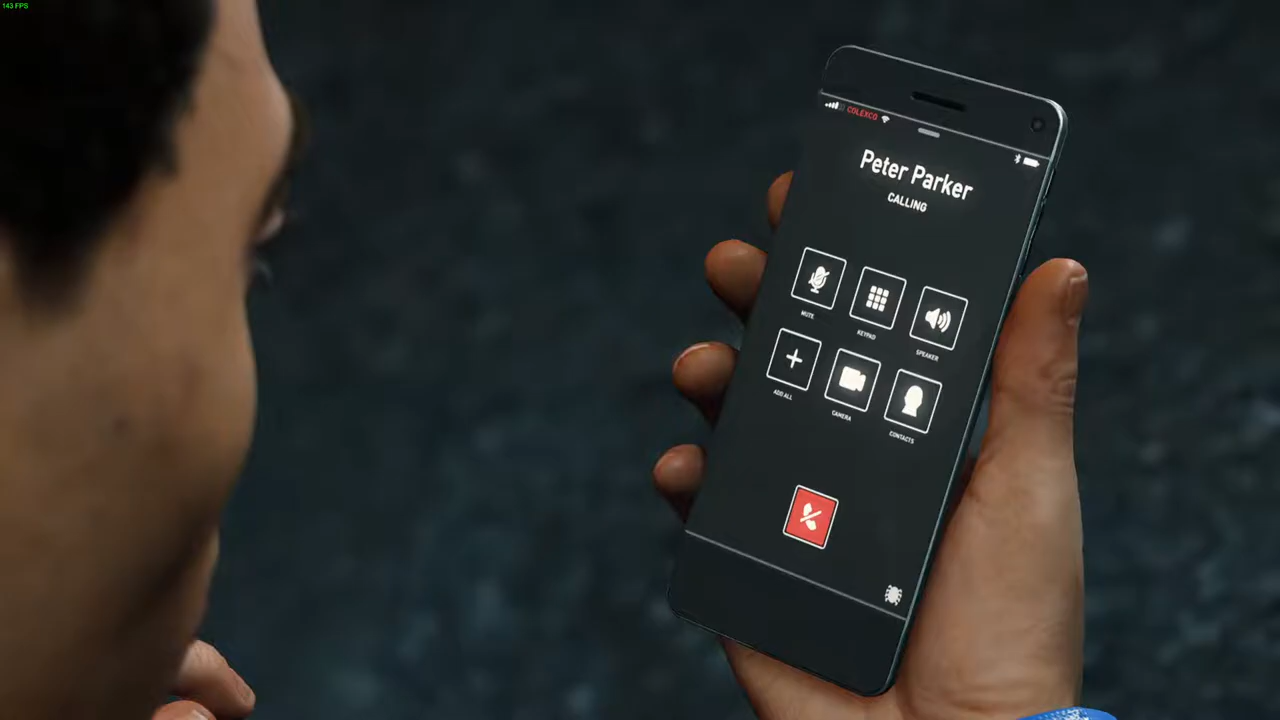 143 FPS
COLEXCO
Peter Parker
CALLING
MUTE
KEYPAD
SPEAKER
ADD ALL
CAMERA
CONTACTS